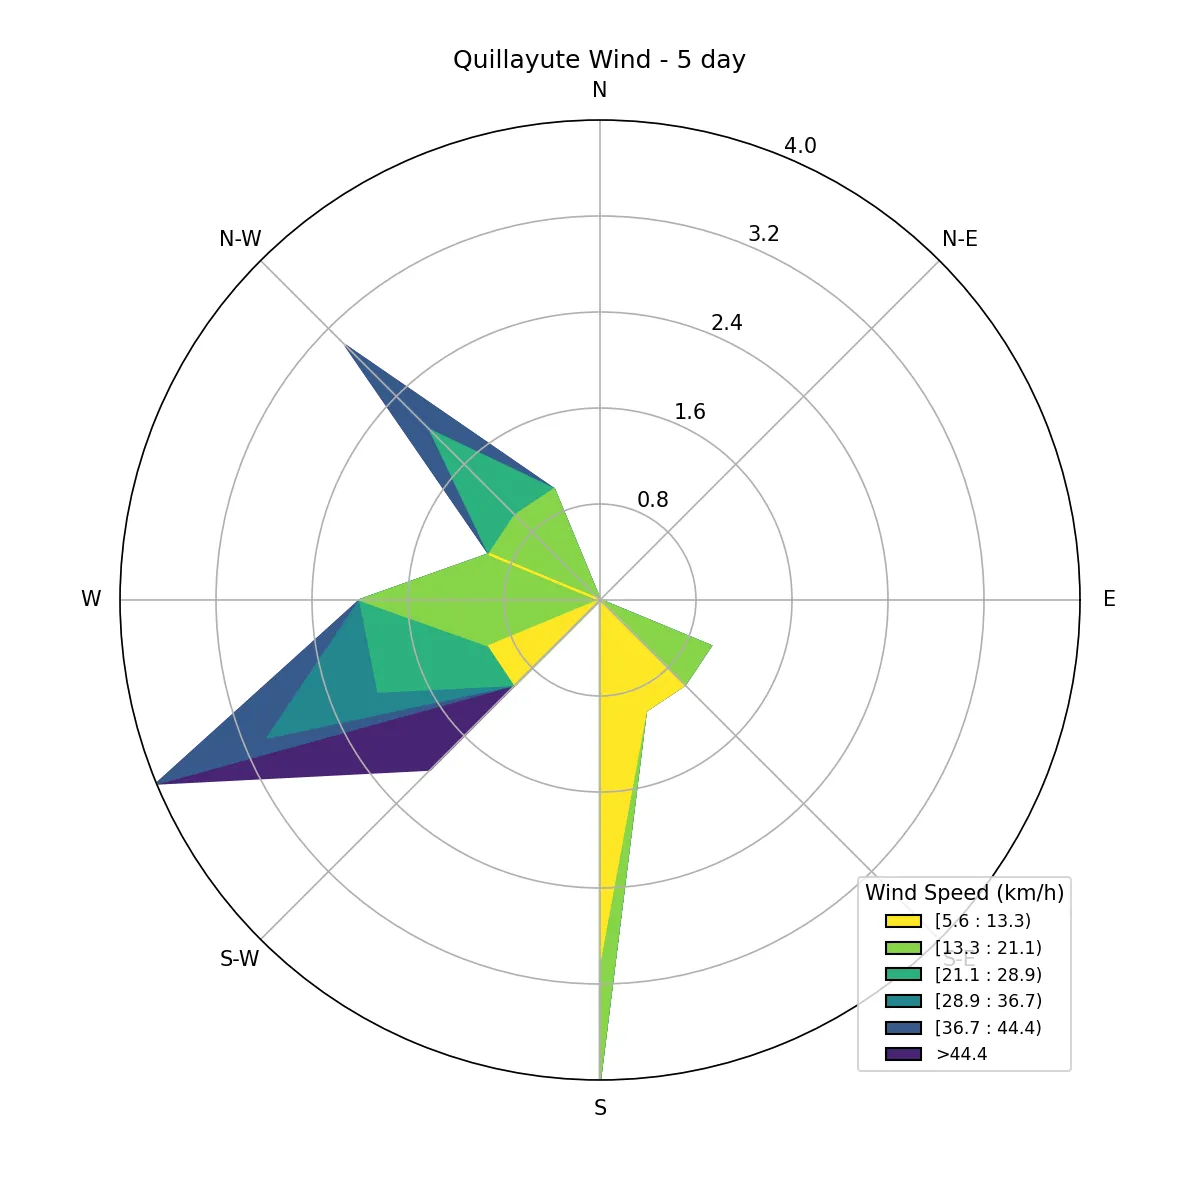 Quillayute Wind - 5 day
N
4.0
N-W
3.2
N-E
2.4
1.6
0.8
W
E
S-W
S-E
S
Wind Speed (km/h)
[5.6 : 13.3)
[13.3 : 21.1)
[21.1 : 28.9)
[28.9 : 36.7)
[36.7 : 44.4)
>44.4